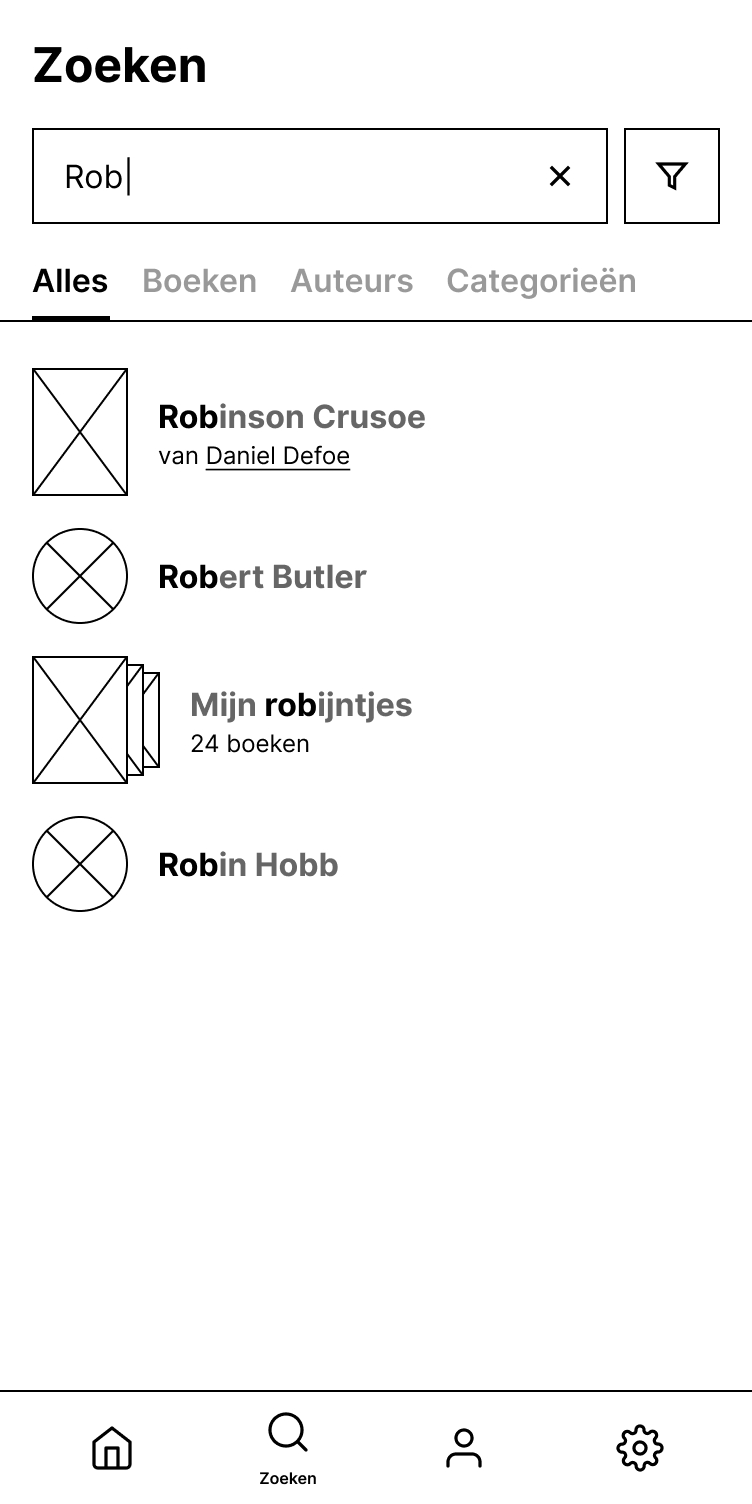 Zoeken
Rob
Alles Boeken Auteurs Categorieën
Robinson Crusoe
van Daniel Defoe
Robert Butler
Mijn robijntjes
24 boeken
Robin Hobb
Zoeken